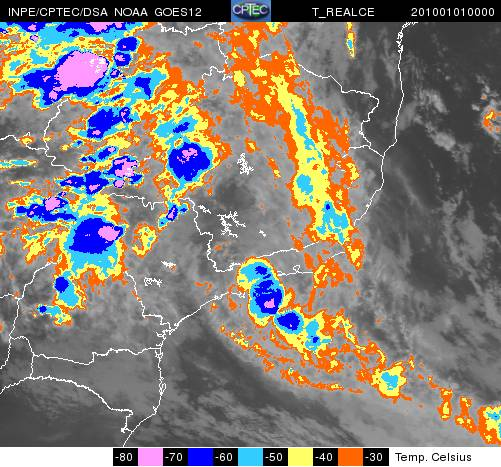 INPE/CPTEC/DSA NOAA GOES12 CPTEC T_REALCE 201001010000
-80 -70 -60 -50 -40 -30 Temp. Celsius